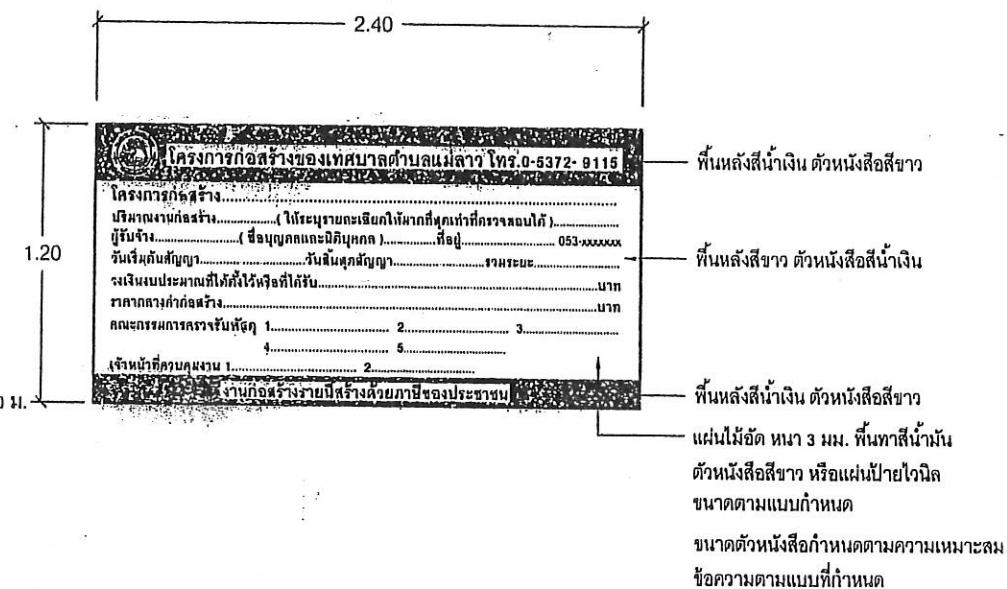 2.40
โครงการก่อสร้างของเทศบาลตำบลแม่ลาว โทร.0-5372- 9115
พื้นหลังสีน้ำเงิน ตัวหนังสือสีขาว
โครงการก่อสร้าง
ปริมาณงานก่อสร้าง...............( ให้ระบุรายละเอียดให้มากที่สุดเท่าที่ตรวจสอบได้ )...............
ผู้รับจ้าง...............( ชื่อบุคคลและนิติบุคคล )...............ที่อยู่............... 053-xxxxxxx
1.20
วันเริ่มต้นสัญญา...............วันสิ้นสุดสัญญา...............รวมระยะ...............
พื้นหลังสีขาว ตัวหนังสือสีน้ำเงิน
วงเงินงบประมาณที่ได้ตั้งไว้หรือที่ได้รับ...............บาท
ราคากลางค่าก่อสร้าง...............บาท
คณะกรรมการตรวจรับพัสดุ 1............... 2............... 3...............
4............... 5...............
เจ้าหน้าที่ควบคุมงาน 1............... 2...............
ม.
งานก่อสร้างรายนี้สร้างด้วยภาษีของประชาชน
พื้นหลังสีน้ำเงิน ตัวหนังสือสีขาว
แผ่นไม้อัด หนา 3 มม. พื้นทาสีน้ำมัน
ตัวหนังสือสีขาว หรือแผ่นป้ายไวนิล
ขนาดตามแบบกำหนด
ขนาดตัวหนังสือกำหนดตามความเหมาะสม
ข้อความตามแบบที่กำหนด